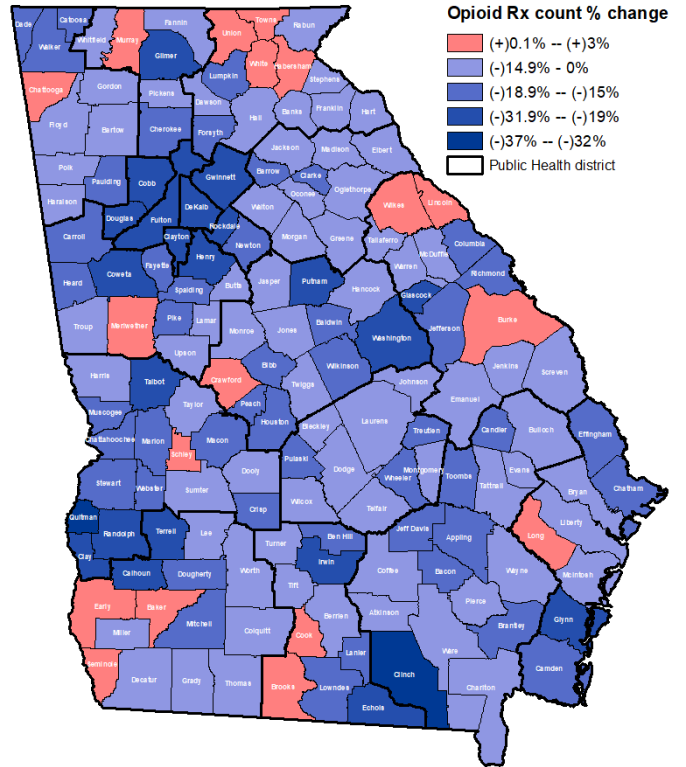 Opioid Rx count % change
(+)0.1% -- (+)3%
(-)14.9% - 0%
(-)18.9% -- (-)15%
(-)31.9% -- (-)19%
(-)37% -- (-)32%
Public Health district
Dade
Catoosa
Whitfield
Murray
Fannin
Union
Towns
Rabun
Walker
Gilmer
White
Habersham
Lumpkin
Stephens
Chattooga
Gordon
Pickens
Dawson
Hall
Banks
Franklin
Hart
Floyd
Bartow
Cherokee
Forsyth
Jackson
Madison
Elbert
Polk
Paulding
Cobb
Gwinnett
Barrow
Clarke
Oconee
Oglethorpe
Haralson
Douglas
Fulton
DeKalb
Rockdale
Walton
Wilkes
Lincoln
Carroll
Clayton
Henry
Newton
Morgan
Greene
Taliaferro
McDuffie
Columbia
Heard
Coweta
Fayette
Spalding
Butts
Jasper
Putnam
Hancock
Warren
Glascock
Richmond
Troup
Meriwether
Pike
Lamar
Monroe
Jones
Baldwin
Washington
Jefferson
Burke
Upson
Harris
Talbot
Crawford
Bibb
Twiggs
Wilkinson
Johnson
Jenkins
Screven
Emanuel
Muscogee
Taylor
Peach
Houston
Laurens
Chattahoochee
Marion
Macon
Schley
Bleckley
Treutlen
Candler
Bulloch
Effingham
Pulaski
Dodge
Wheeler
Montgomery
Toombs
Tattnall
Evans
Stewart
Webster
Sumter
Dooly
Crisp
Wilcox
Telfair
Bryan
Chatham
Quitman
Randolph
Terrell
Lee
Turner
Ben Hill
Irwin
Jeff Davis
Appling
Long
Liberty
Clay
Calhoun
Dougherty
Worth
Tift
Coffee
Bacon
Wayne
McIntosh
Early
Baker
Miller
Mitchell
Colquitt
Cook
Berrien
Atkinson
Pierce
Brantley
Glynn
Seminole
Decatur
Grady
Thomas
Brooks
Lowndes
Lanier
Clinch
Echols
Ware
Charlton
Camden